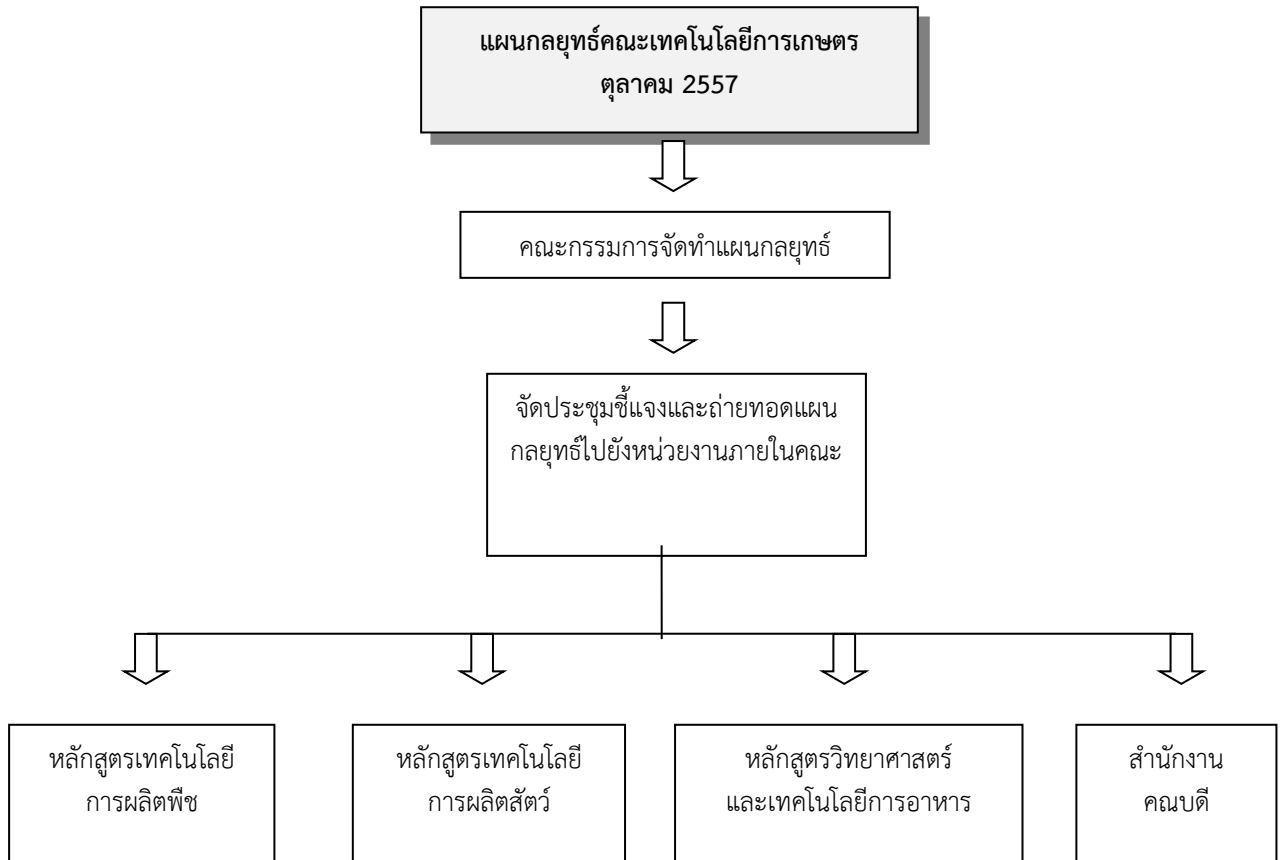 แผนกลยุทธ์คณะเทคโนโลยีการเกษตร
ตุลาคม 2557
คณะกรรมการจัดทำแผนกลยุทธ์
จัดประชุมชี้แจงและถ่ายทอดแผน
กลยุทธ์ไปยังหน่วยงานภายในคณะ
หลักสูตรเทคโนโลยี
การผลิตพืช
หลักสูตรเทคโนโลยี
การผลิตสัตว์
หลักสูตรวิทยาศาสตร์
และเทคโนโลยีการอาหาร
สำนักงาน
คณบดี